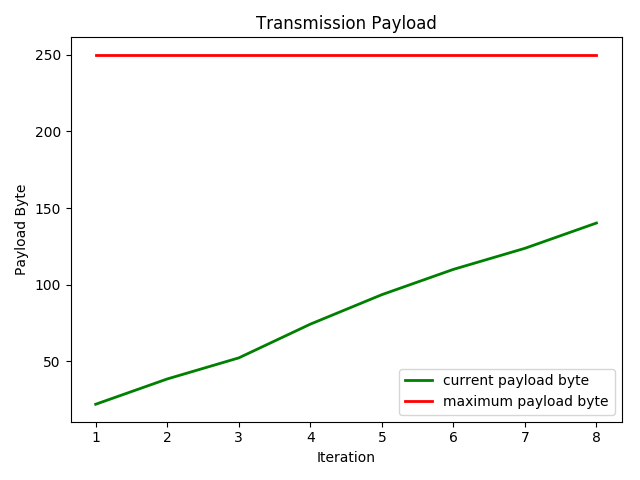 Transmission Payload
Payload Byte
250
200
150
100
50
1 2 3 4 5 6 7 8
Iteration
current payload byte
maximum payload byte